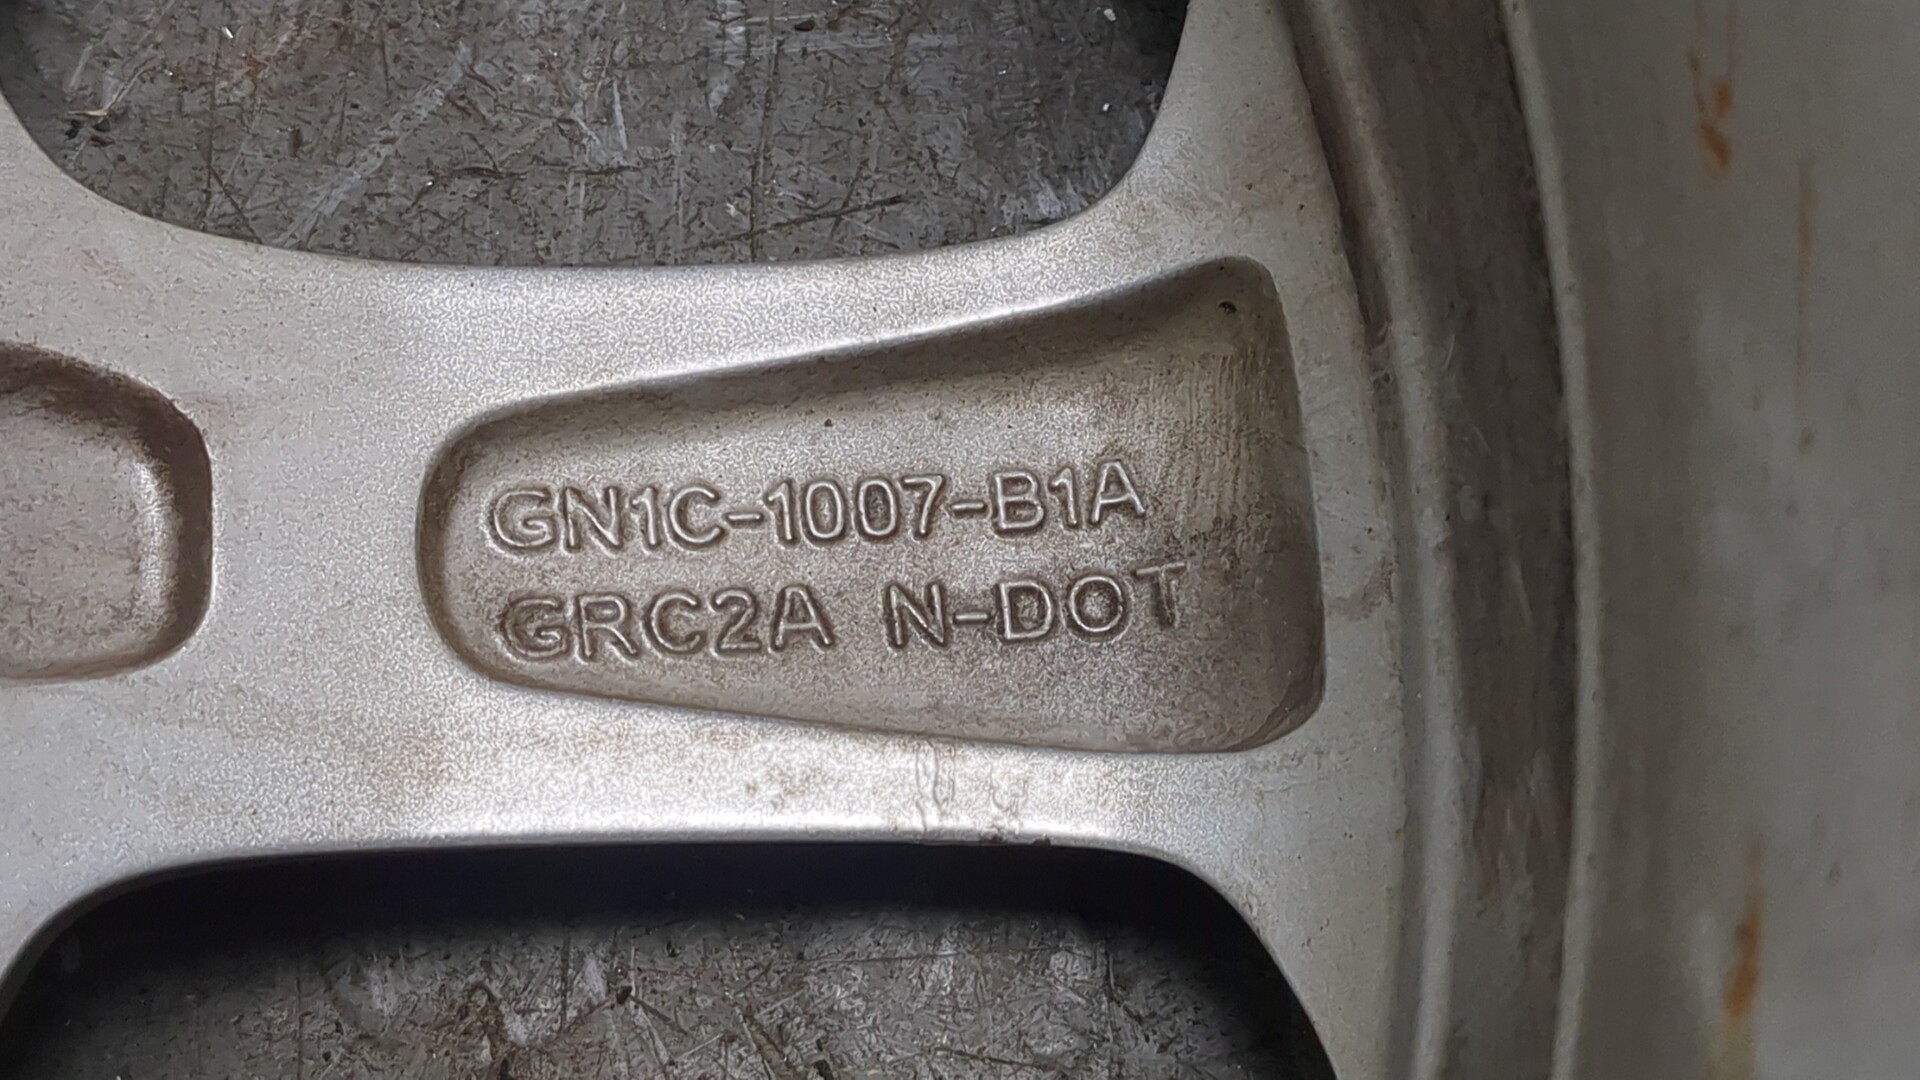 GN1C-1007-B1A
GRC2A N-DOT